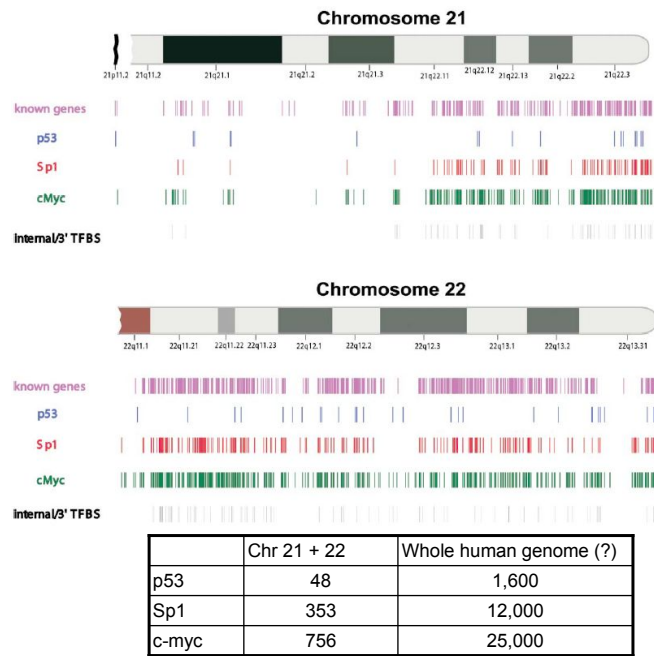 Chromosome 21
21p11.2 21q11.2 21q21.1 21q21.2 21q21.3 21q22.11 21q22.12 21q22.13 21q22.2 21q22.3
known genes
p53
Sp1
cMyc
internal/3' TFBS
Chromosome 22
22q11.1 22q11.21 22q11.22 22q11.23 22q12.1 22q12.2 22q12.3 22q13.1 22q13.2 22q13.31
known genes
p53
Sp1
cMyc
internal/3' TFBS
Chr 21 + 22 Whole human genome (?)
p53 48 1,600
Sp1 353 12,000
c-myc 756 25,000